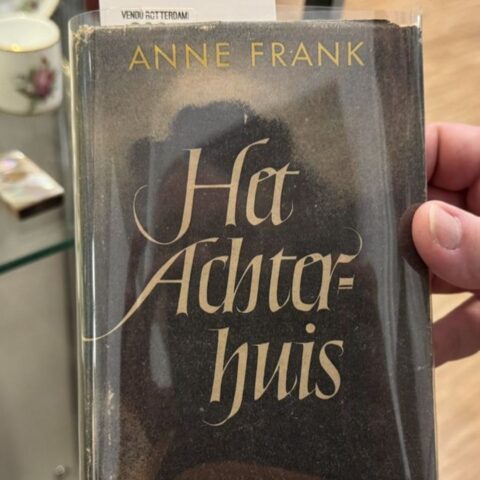 VENDU ROTTERDAM
ANNE FRANK
Het
Achter=
huis